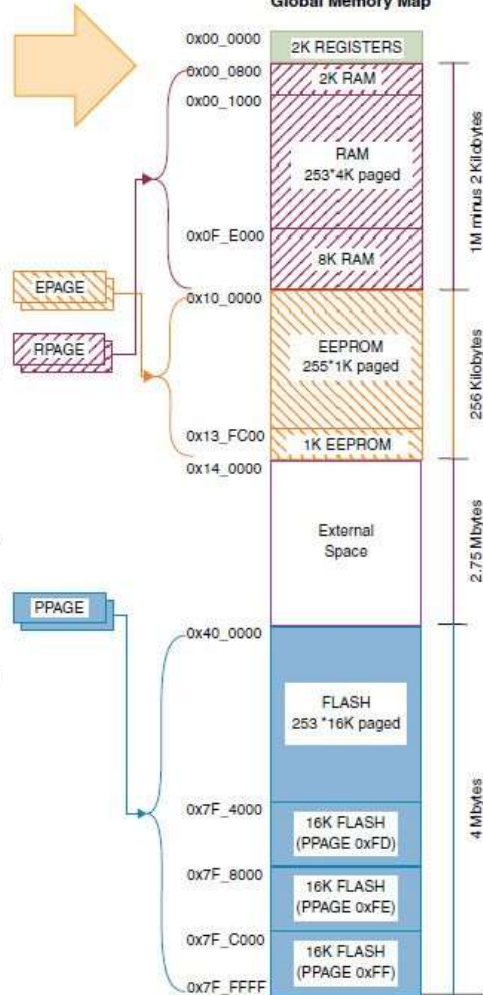 Global Memory Map
0x00_0000
2K REGISTERS
0x00_0800
2K RAM
0x00_1000
RAM
253*4K paged
1M minus 2 Kilobytes
0x0F_E000
8K RAM
EPAGE
0x10_0000
RPAGE
EEPROM
255*1K paged
256 Kilobytes
0x13_FC00
1K EEPROM
0x14_0000
External
Space
2.75 Mbytes
PPAGE
0x40_0000
FLASH
253 *16K paged
4 Mbytes
0x7F_4000
16K FLASH
(PPAGE 0xFD)
0x7F_8000
16K FLASH
(PPAGE 0xFE)
0x7F_C000
16K FLASH
(PPAGE 0xFF)
0x7F_FFFF